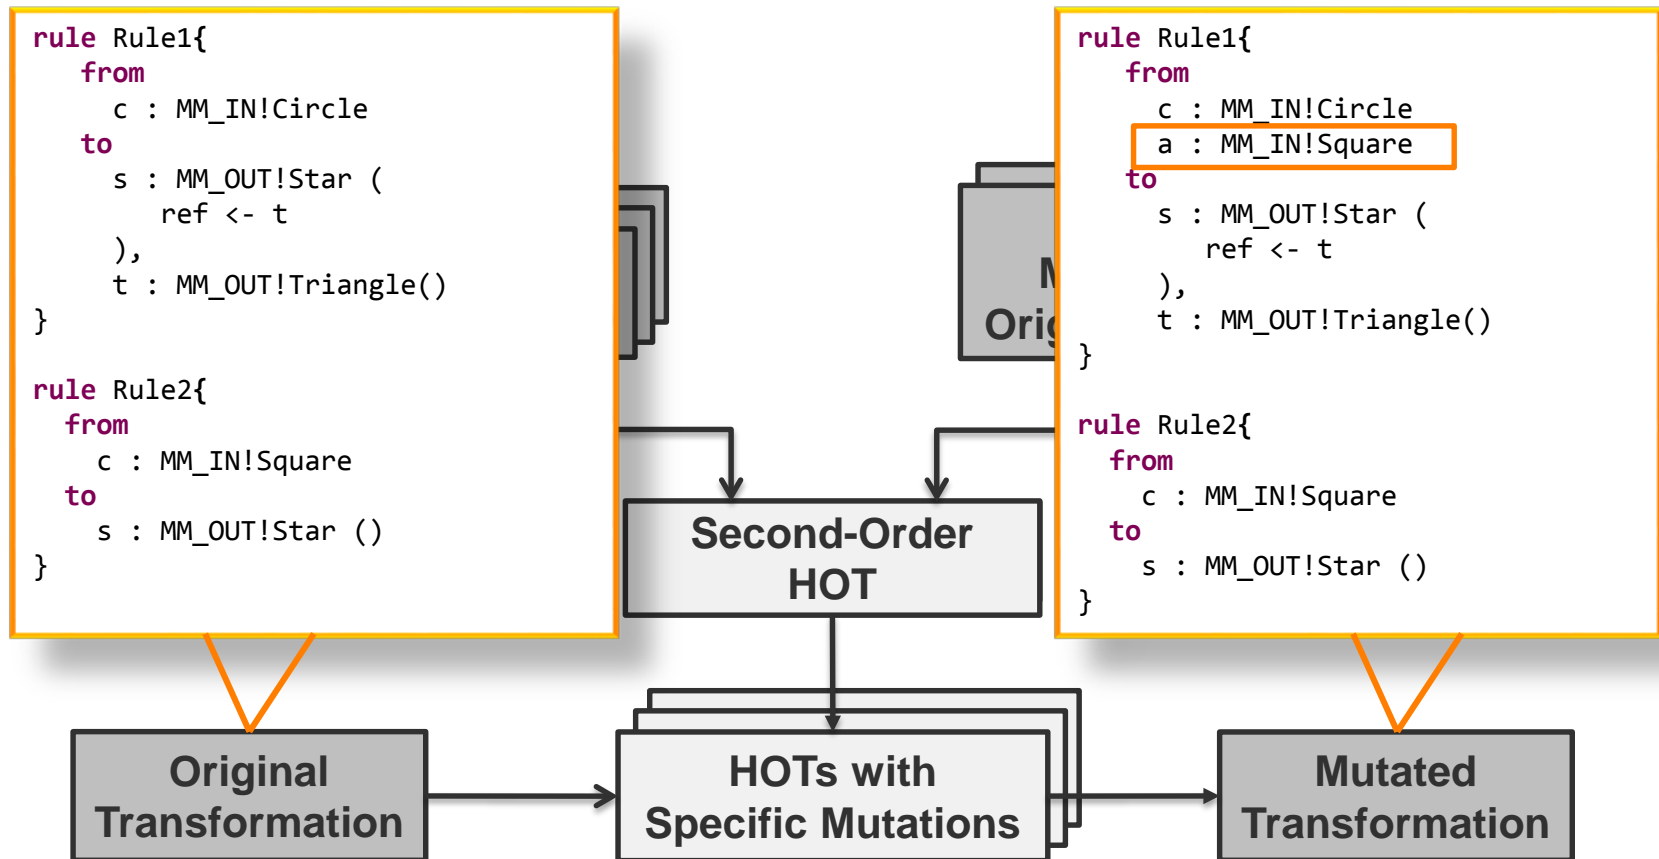 rule Rule1{
from
c : MM_IN!Circle
to
s : MM_OUT!Star (
ref <- t
),
t : MM_OUT!Triangle()
}
rule Rule2{
from
c : MM_IN!Square
to
s : MM_OUT!Star ()
}
rule Rule1{
from
c : MM_IN!Circle
a : MM_IN!Square
to
s : MM_OUT!Star (
ref <- t
),
t : MM_OUT!Triangle()
}
rule Rule2{
from
c : MM_IN!Square
to
s : MM_OUT!Star ()
}
Second-Order
HOT
Original
Transformation
HOTs with
Specific Mutations
Mutated
Transformation